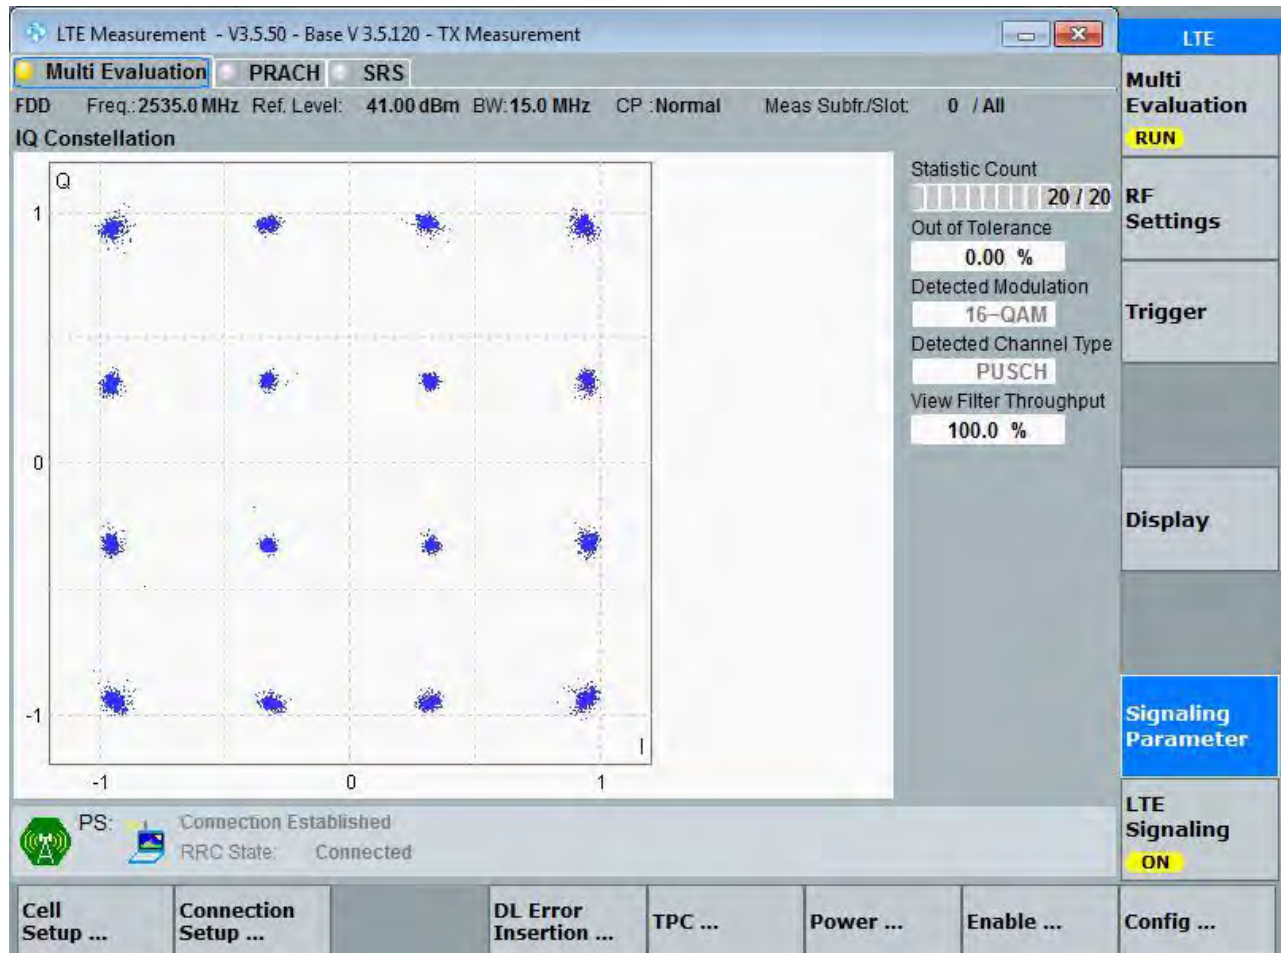 LTE Measurement - V3.5.50 - Base V 3.5.120 - TX Measurement
Multi Evaluation PRACH SRS
FDD Freq.: 2535.0 MHz Ref. Level: 41.00 dBm BW: 15.0 MHz CP : Normal Meas Subfr./Slot: 0 / All
IQ Constellation
Q
1
0
-1
I
-1 0 1
Statistic Count
20 / 20
Out of Tolerance
0.00 %
Detected Modulation
16-QAM
Detected Channel Type
PUSCH
View Filter Throughput
100.0 %
PS: Connection Established
RRC State: Connected
LTE
Multi
Evaluation
RUN
RF
Settings
Trigger
Display
Signaling
Parameter
LTE
Signaling
ON
Cell
Setup ...
Connection
Setup ...
DL Error
Insertion ...
TPC ...
Power ...
Enable ...
Config ...